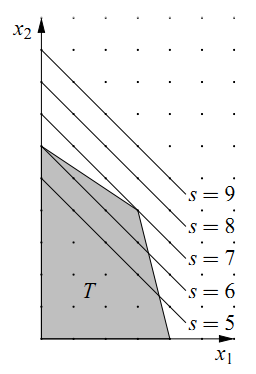 x₂
s = 9
s = 8
s = 7
T
s = 6
s = 5
x₁